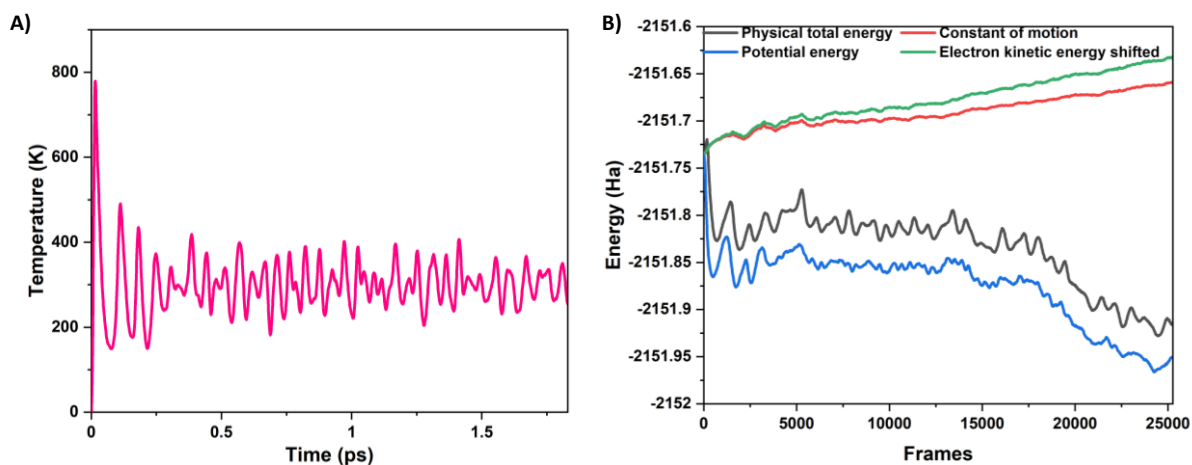 A)
Temperature (K)
800
600
400
200
0
0 0.5 1 1.5
Time (ps)
B)
Energy (Ha)
Physical total energy Constant of motion
Potential energy Electron kinetic energy shifted
-2151.6
-2151.65
-2151.7
-2151.75
-2151.8
-2151.85
-2151.9
-2151.95
-2152
0 5000 10000 15000 20000 25000
Frames